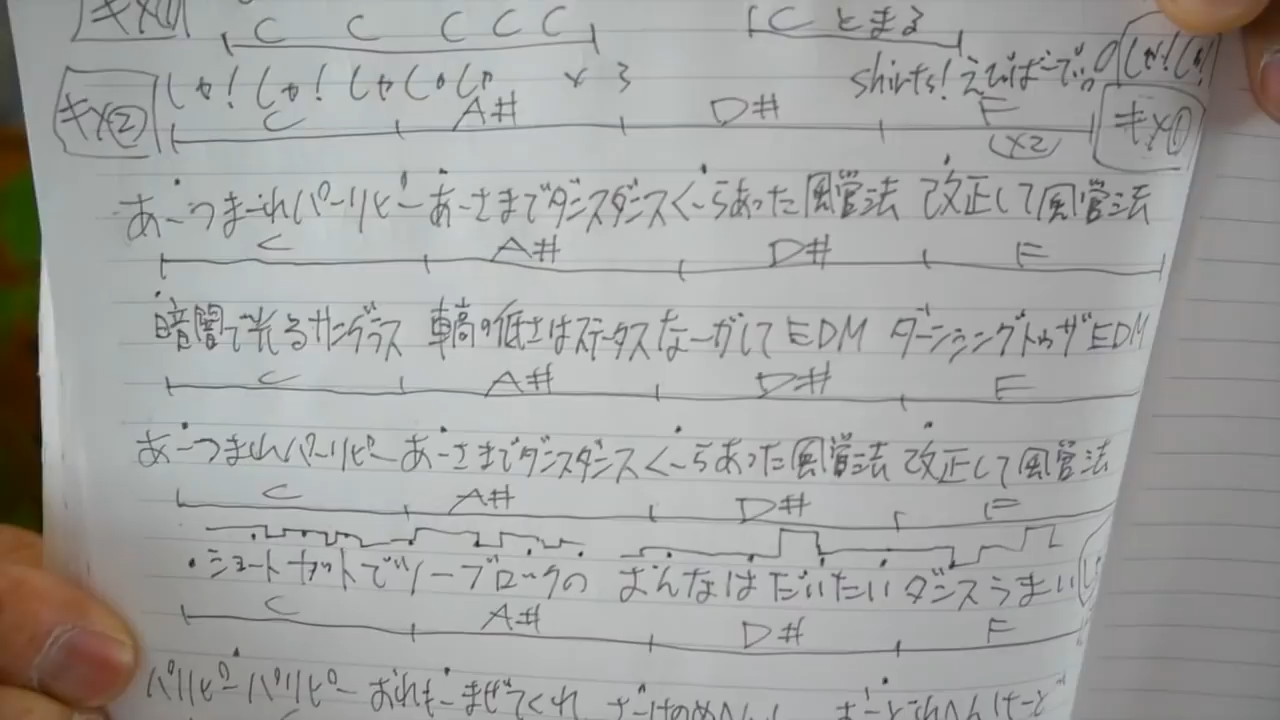 キメ①
C C C C C Cとまる
キメ② しゃ! しゃ! しゃしゃしゃ ×3 shirts! えびばーでぃ しゃ!しゃ!
C A# D# F (×2) キメ①
あーつまーれパーリピー あーさまでダンスダンス くーらあった風営法 で改正して風営法
C A# D# F
暗闇で光るサングラス 車高の低さはステータス なーがして EDM ダーンシングトゥザEDM
C A# D# F
あーつまれパーリピー あーさまでダンスダンス くーらあった風営法 改正して風営法
C A# D# F
・ショートカットでツーブロックの おんなはだいたいダンスうまい
C A# D# F
パリピーパリピー おれもーまぜてくれ
C